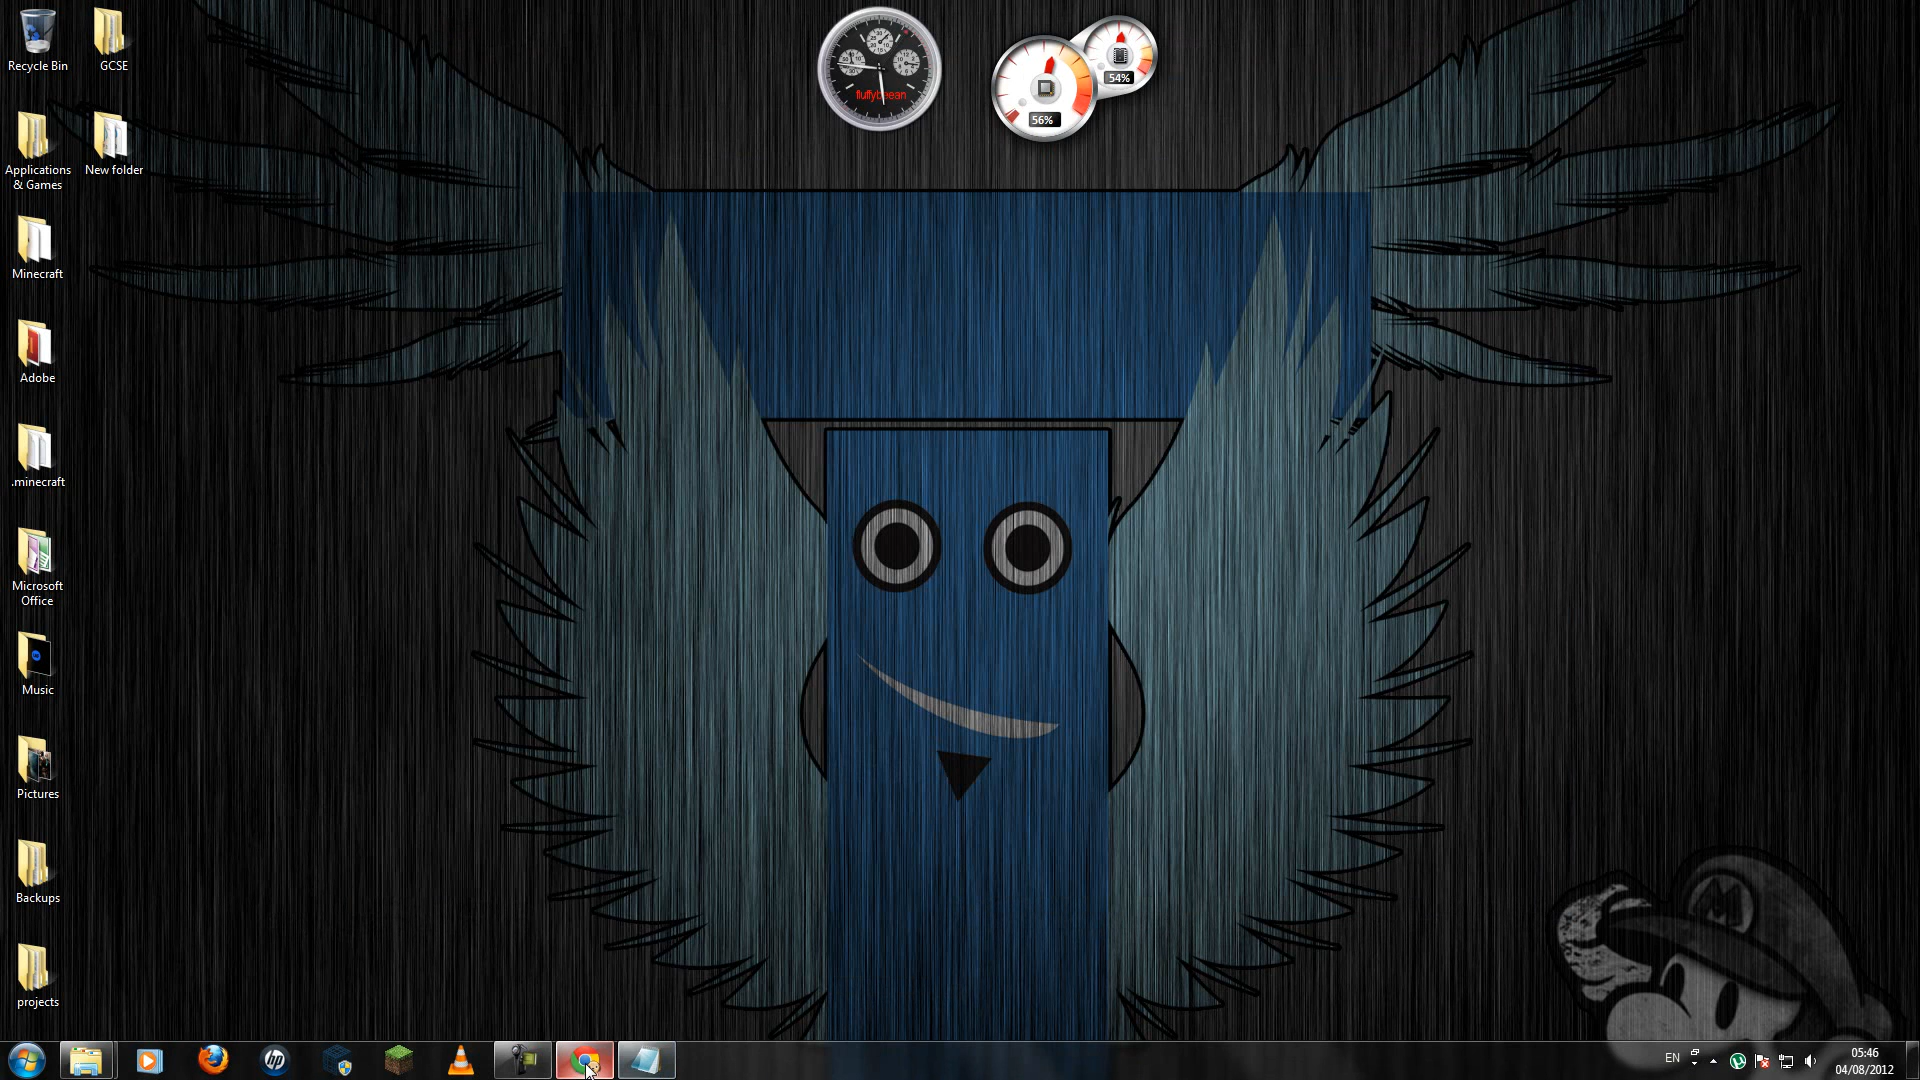 Recycle Bin
GCSE
Applications
& Games
New folder
Minecraft
Adobe
.minecraft
Microsoft
Office
Music
Pictures
Backups
projects
fluffybeean
56%
54%
EN
05:46
04/08/2012